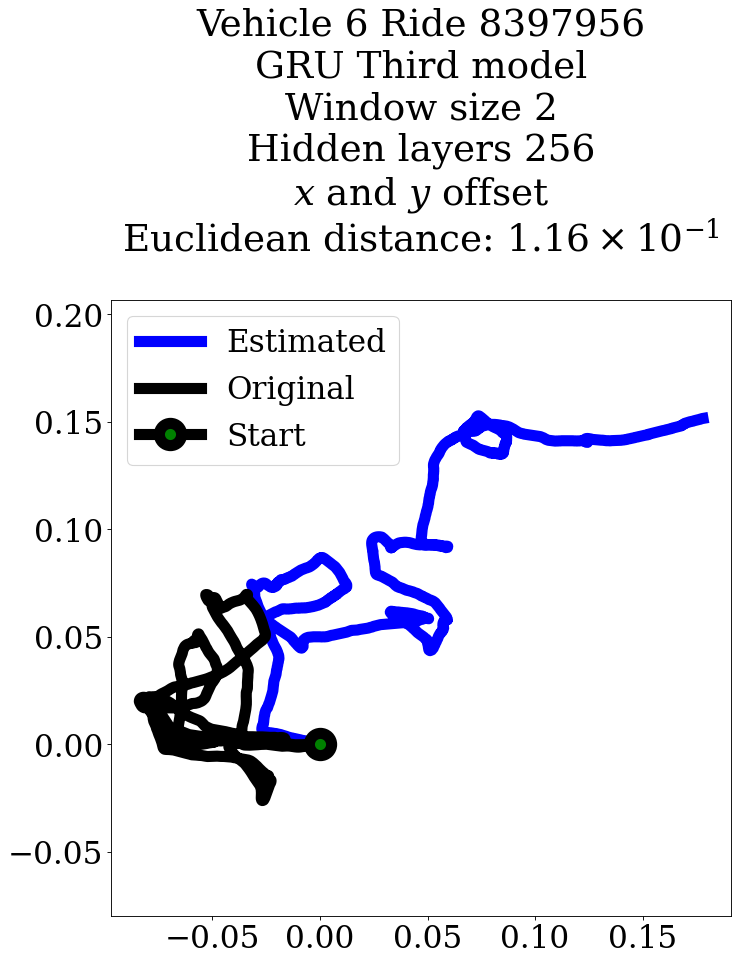 Vehicle 6 Ride 8397956
GRU Third model
Window size 2
Hidden layers 256
x and y offset
Euclidean distance: 1.16 × 10⁻¹
Estimated
Original
Start
0.20
0.15
0.10
0.05
0.00
−0.05
−0.05 0.00 0.05 0.10 0.15